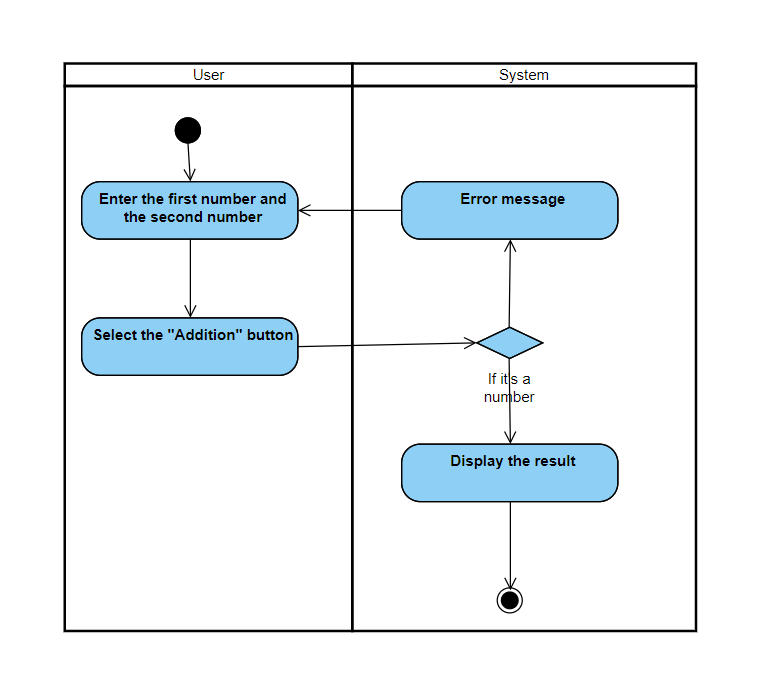 User
System
Enter the first number and
the second number
Error message
Select the "Addition" button
If it's a
number
Display the result